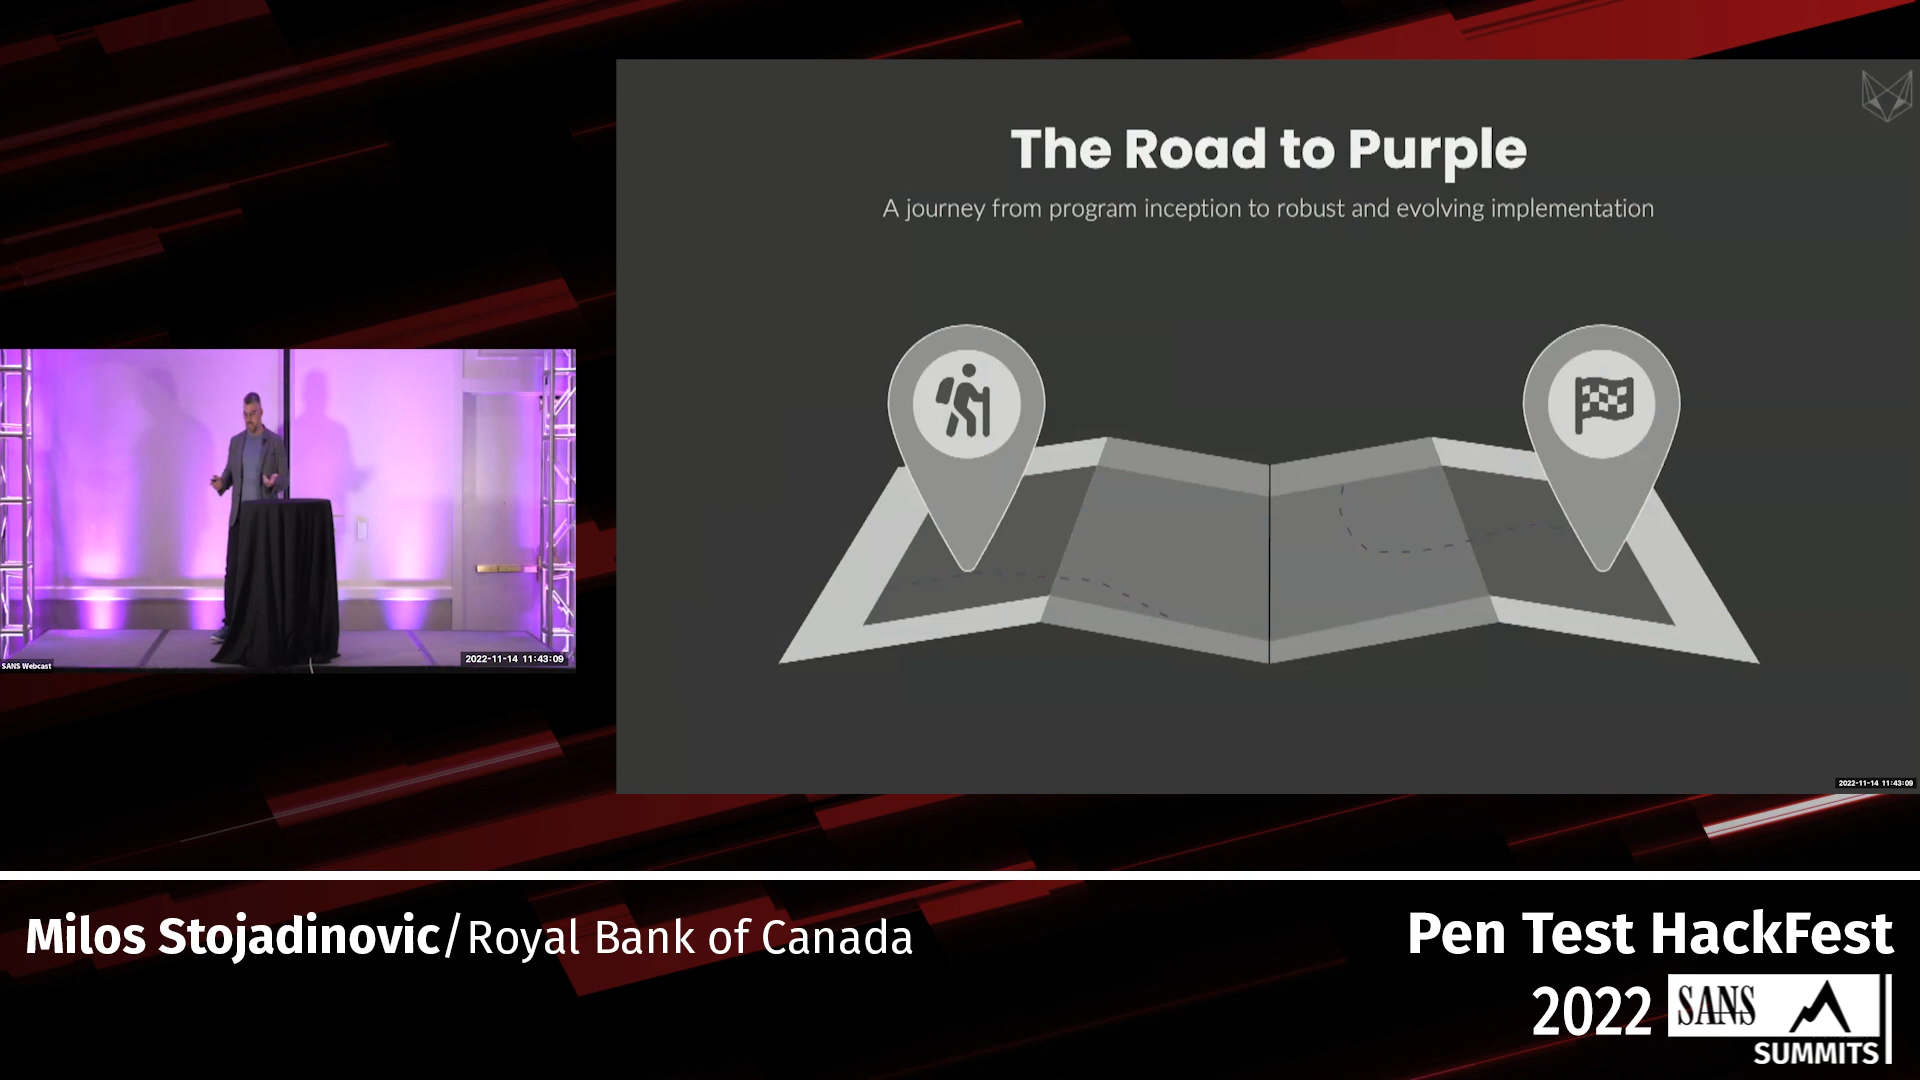 The Road to Purple
A journey from program inception to robust and evolving implementation
SANS Webcast
2022-11-14 11:43:09
2022-11-14 11:43:09
Milos Stojadinovic/Royal Bank of Canada
Pen Test HackFest
2022
SANS
SUMMITS